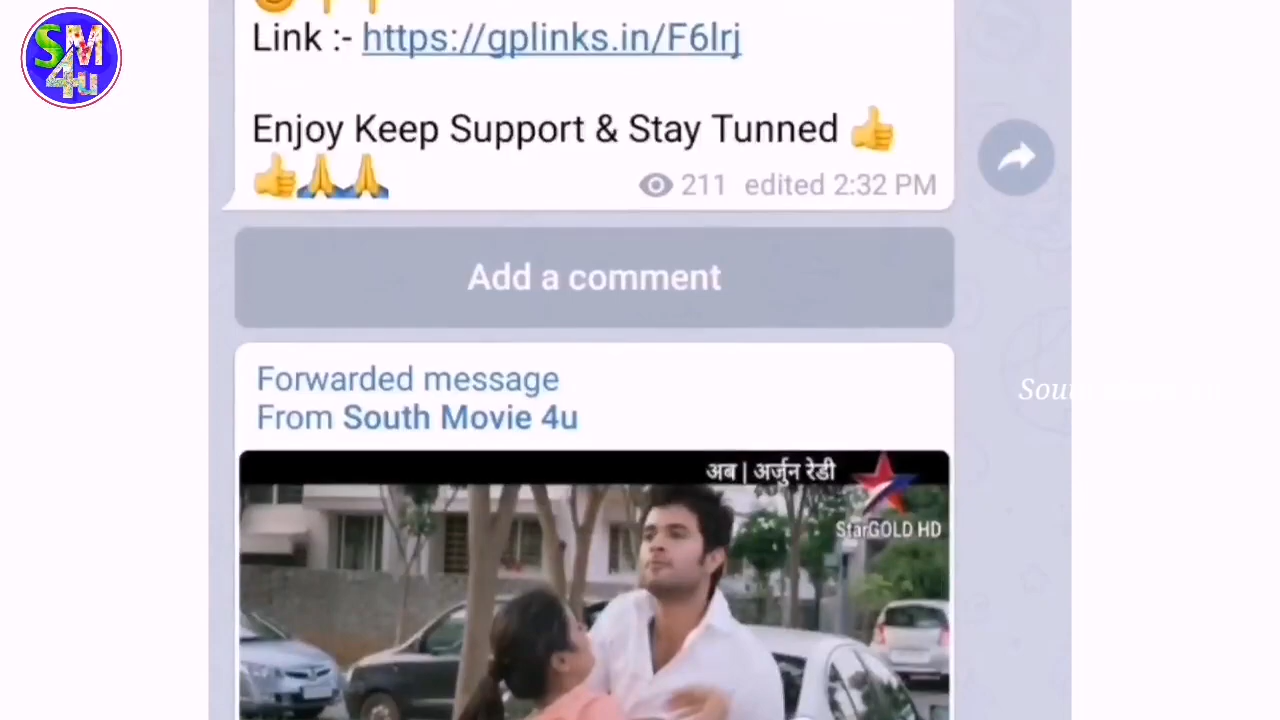 SM
4u
Link :- https://gplinks.in/F6lrj
Enjoy Keep Support & Stay Tunned 👍
👍🙏🙏 211 edited 2:32 PM
Add a comment
Forwarded message
From South Movie 4u
अब | अर्जुन रेडी
StarGOLD HD